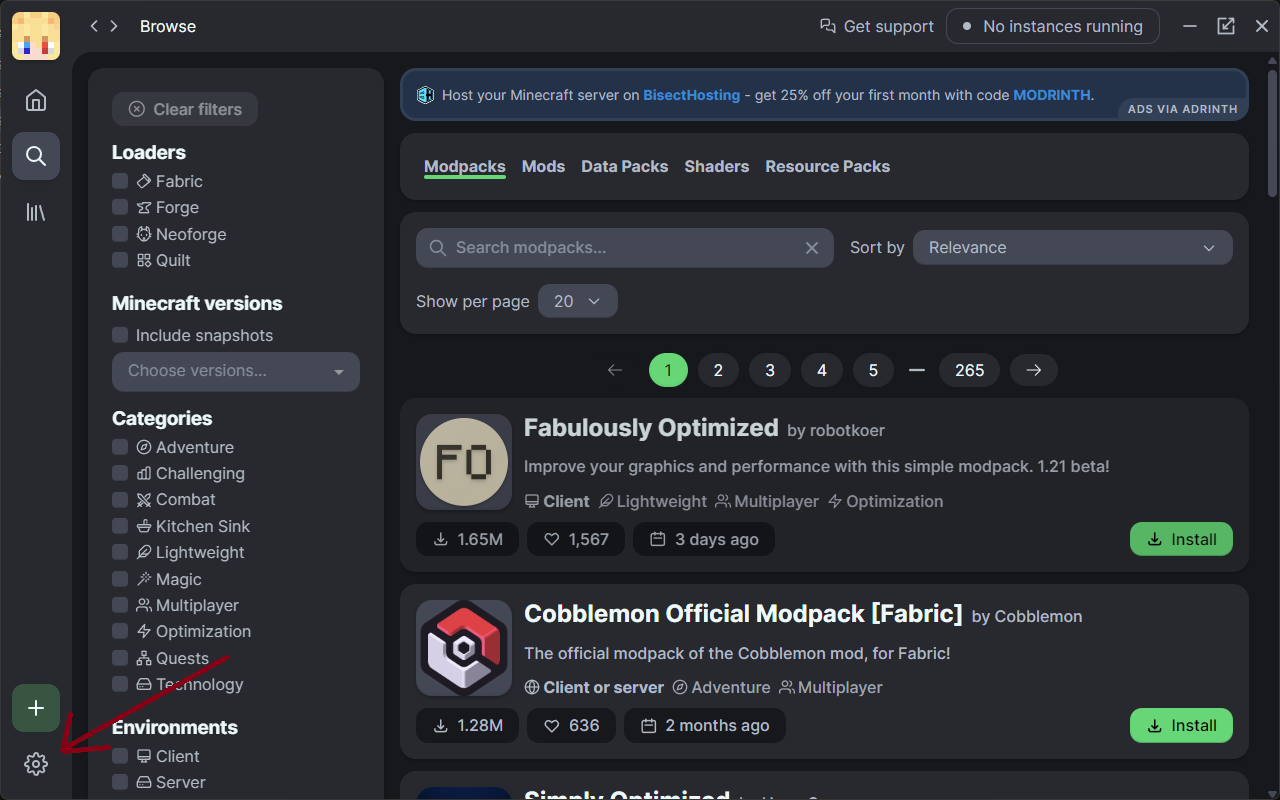 Browse
Get support
No instances running
Clear filters
Loaders
Fabric
Forge
Neoforge
Quilt
Minecraft versions
Include snapshots
Choose versions...
Categories
Adventure
Challenging
Combat
Kitchen Sink
Lightweight
Magic
Multiplayer
Optimization
Quests
Technology
Environments
Client
Server
Host your Minecraft server on BisectHosting - get 25% off your first month with code MODRINTH.
ADS VIA ADRINTH
Modpacks Mods Data Packs Shaders Resource Packs
Search modpacks...
Sort by Relevance
Show per page 20
1 2 3 4 5 — 265
FO
Fabulously Optimized by robotkoer
Improve your graphics and performance with this simple modpack. 1.21 beta!
Client Lightweight Multiplayer Optimization
1.65M 1,567 3 days ago Install
Cobblemon Official Modpack [Fabric] by Cobblemon
The official modpack of the Cobblemon mod, for Fabric!
Client or server Adventure Multiplayer
1.28M 636 2 months ago Install
Simply Optimized